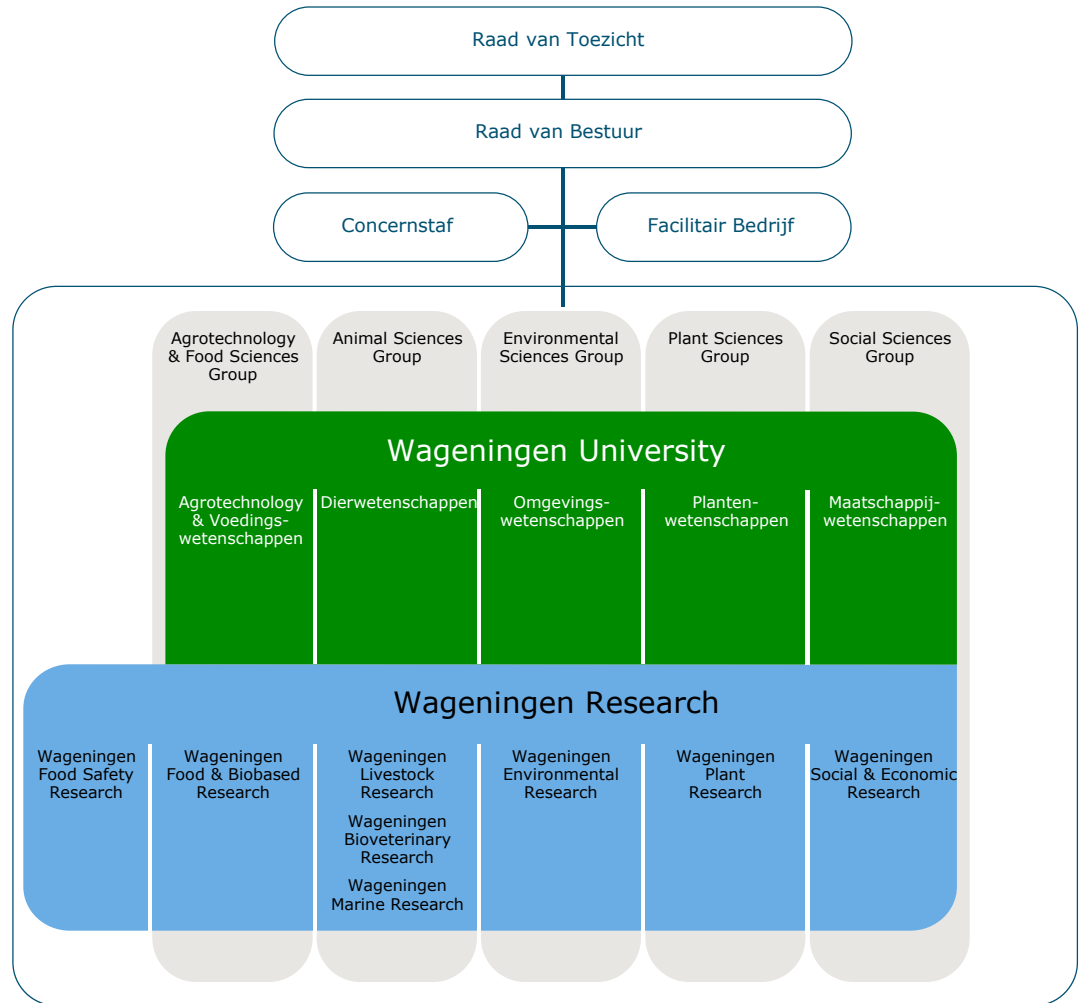 Raad van Toezicht
Raad van Bestuur
Concernstaf
Facilitair Bedrijf
Agrotechnology
& Food Sciences
Group
Animal Sciences
Group
Environmental
Sciences Group
Plant Sciences
Group
Social Sciences
Group
Wageningen University
Agrotechnology
& Voedings-
wetenschappen
Dierwetenschappen
Omgevings-
wetenschappen
Planten-
wetenschappen
Maatschappij-
wetenschappen
Wageningen Research
Wageningen
Food Safety
Research
Wageningen
Food & Biobased
Research
Wageningen
Livestock
Research
Wageningen
Bioveterinary
Research
Wageningen
Marine Research
Wageningen
Environmental
Research
Wageningen
Plant
Research
Wageningen
Social & Economic
Research